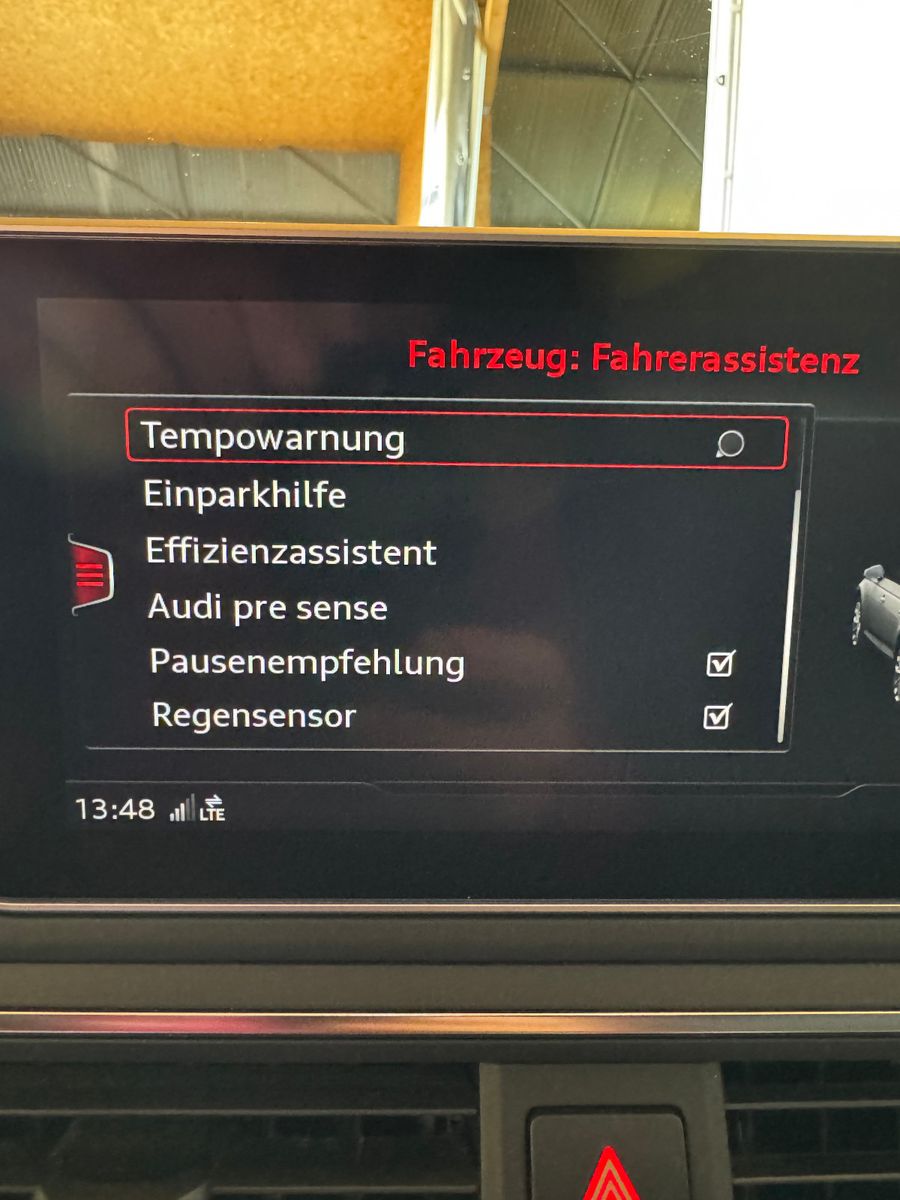 Fahrzeug: Fahrerassistenz
Tempowarnung
Einparkhilfe
Effizienzassistent
Audi pre sense
Pausenempfehlung
Regensensor
13:48 LTE